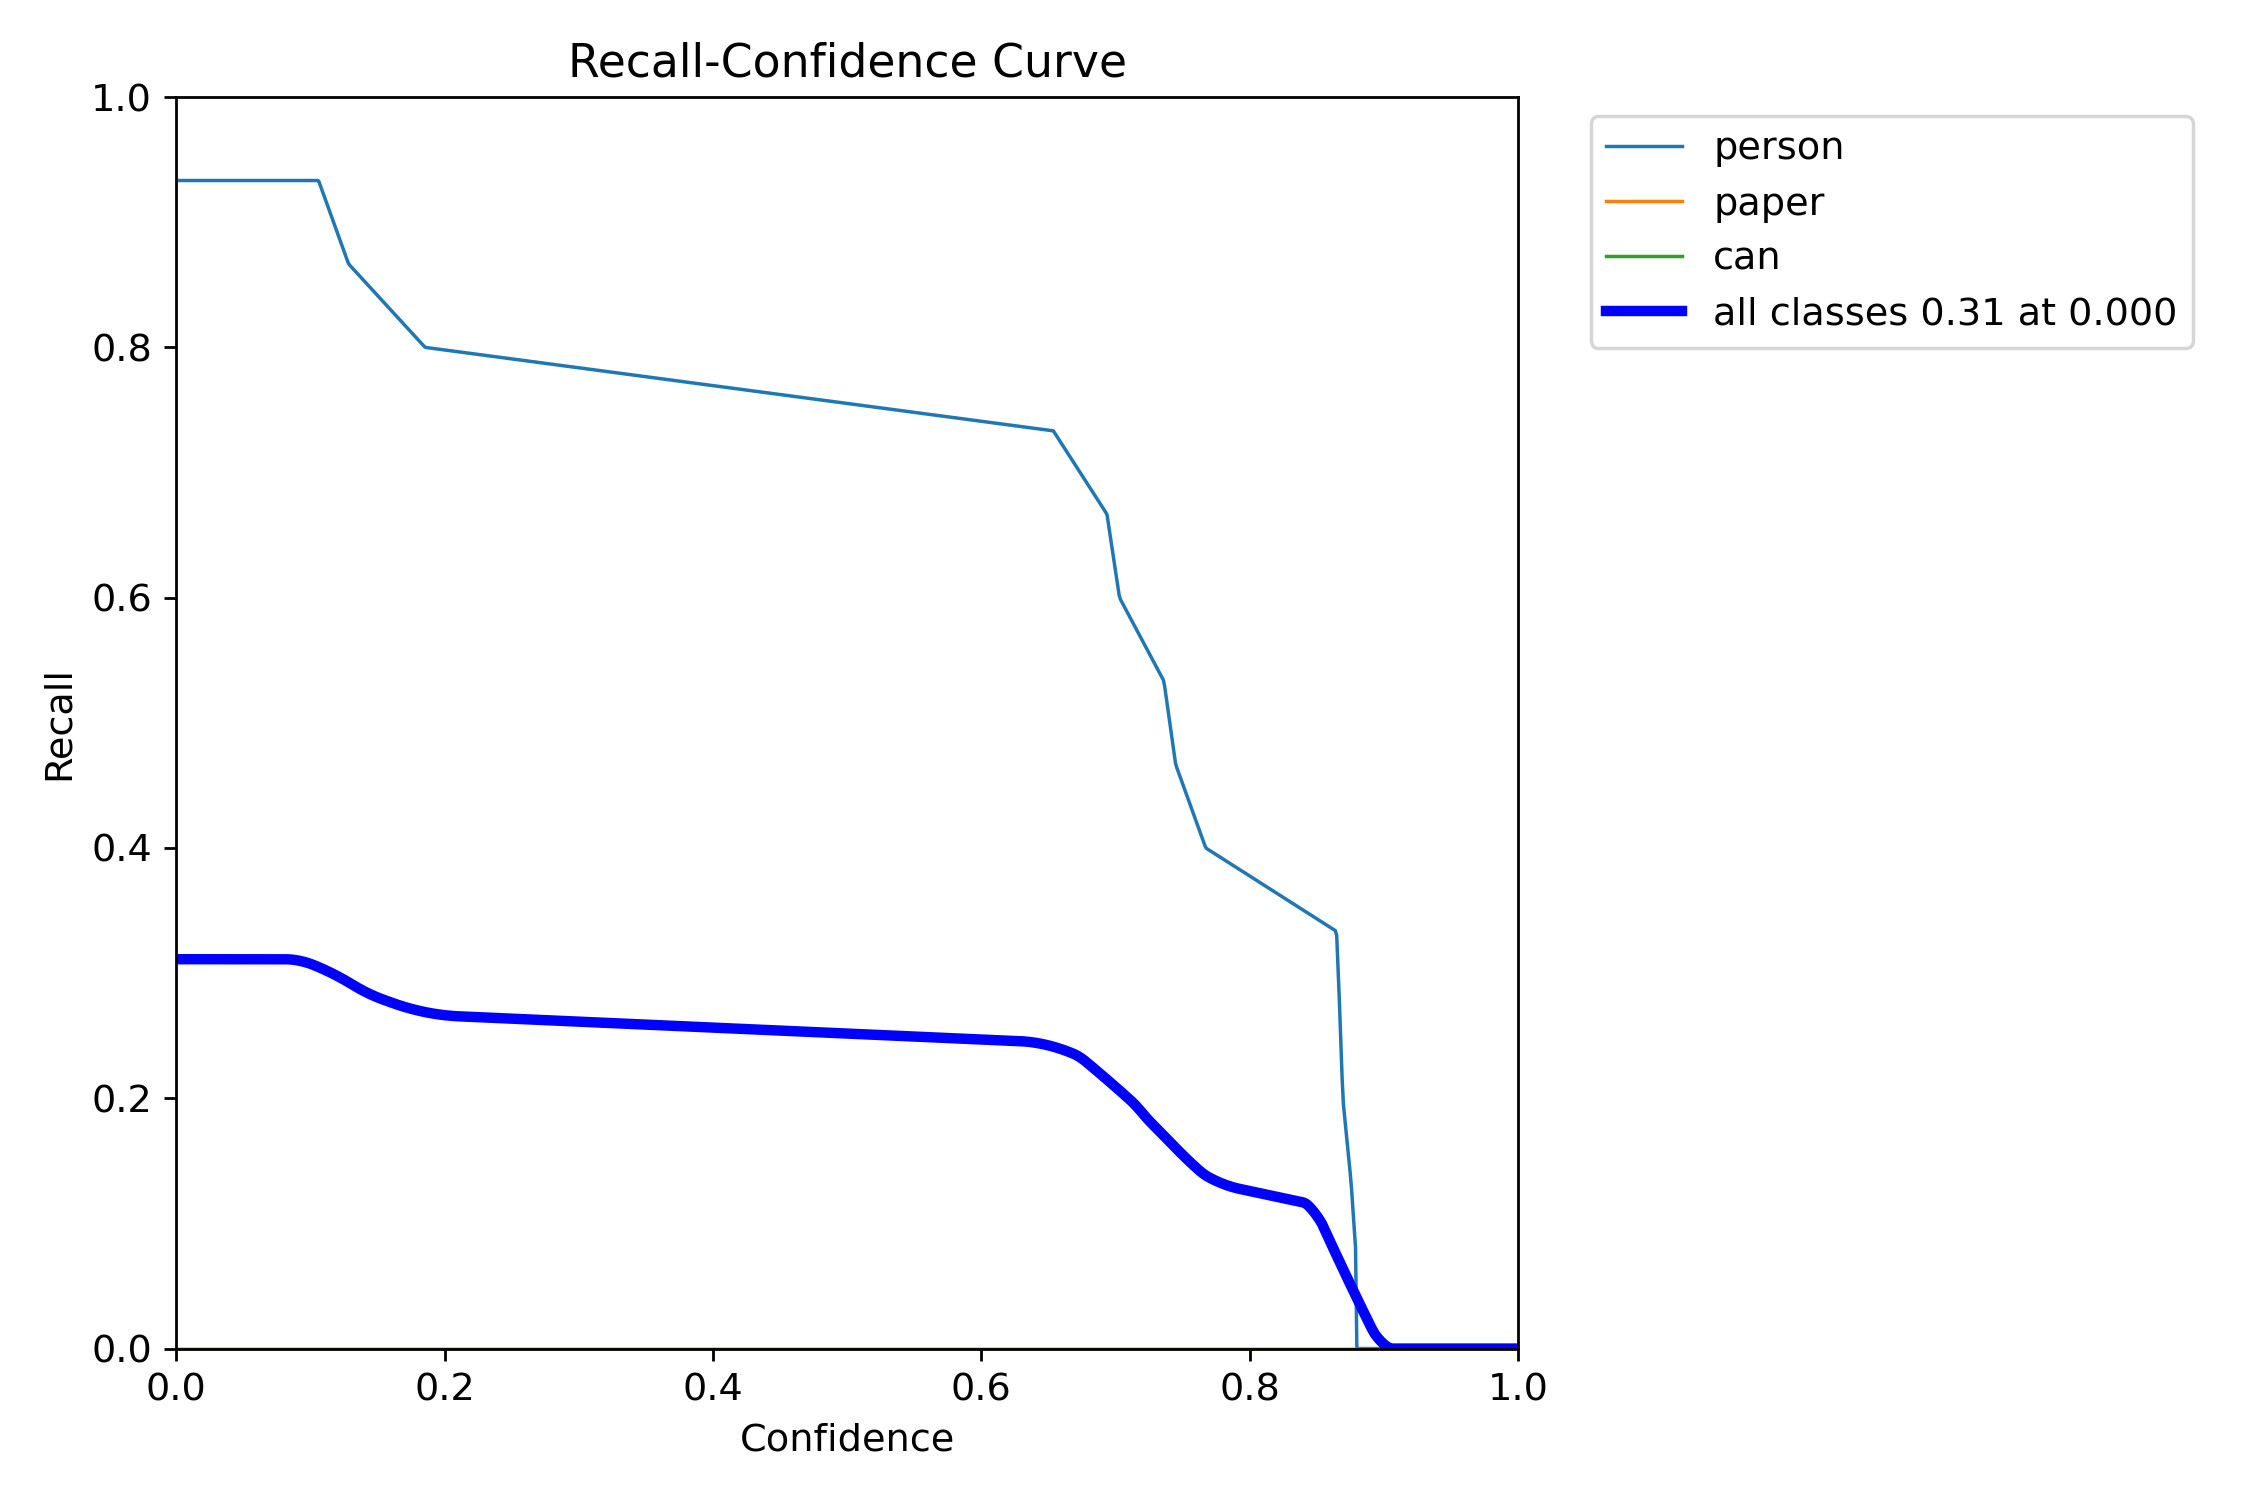 Recall-Confidence Curve
1.0
0.8
0.6
0.4
0.2
0.0
Recall
0.0 0.2 0.4 0.6 0.8 1.0
Confidence
person
paper
can
all classes 0.31 at 0.000